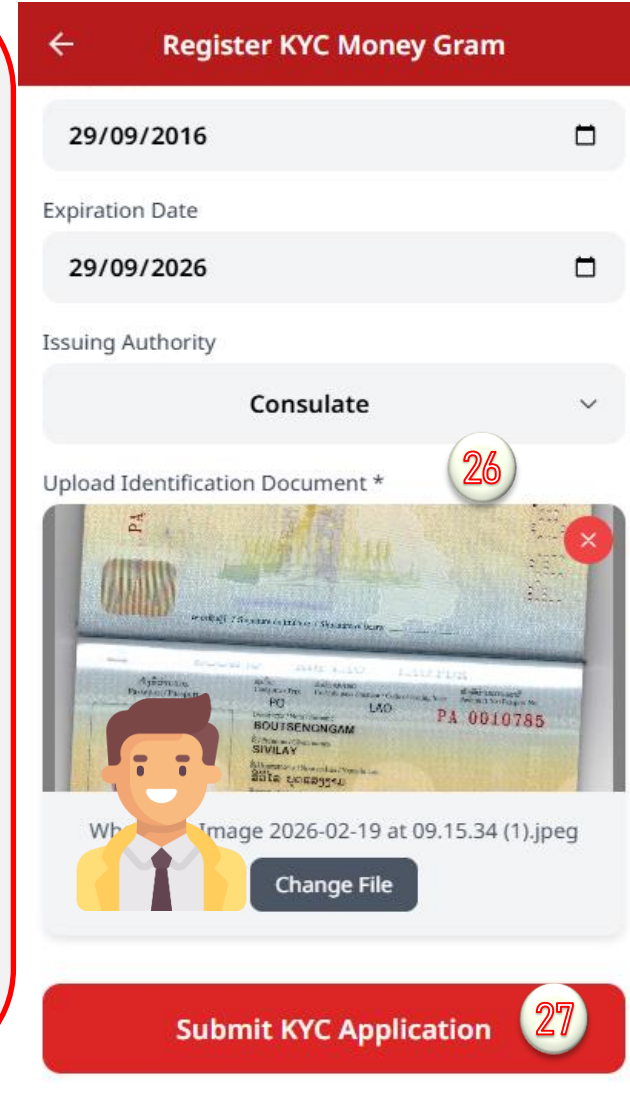 Register KYC Money Gram
29/09/2016
Expiration Date
29/09/2026
Issuing Authority
Consulate
26
Upload Identification Document *
PA
PO
LAO
PA 0010785
BOUTSENONGAM
SIVILAY
Image 2026-02-19 at 09.15.34 (1).jpeg
Change File
Submit KYC Application
27